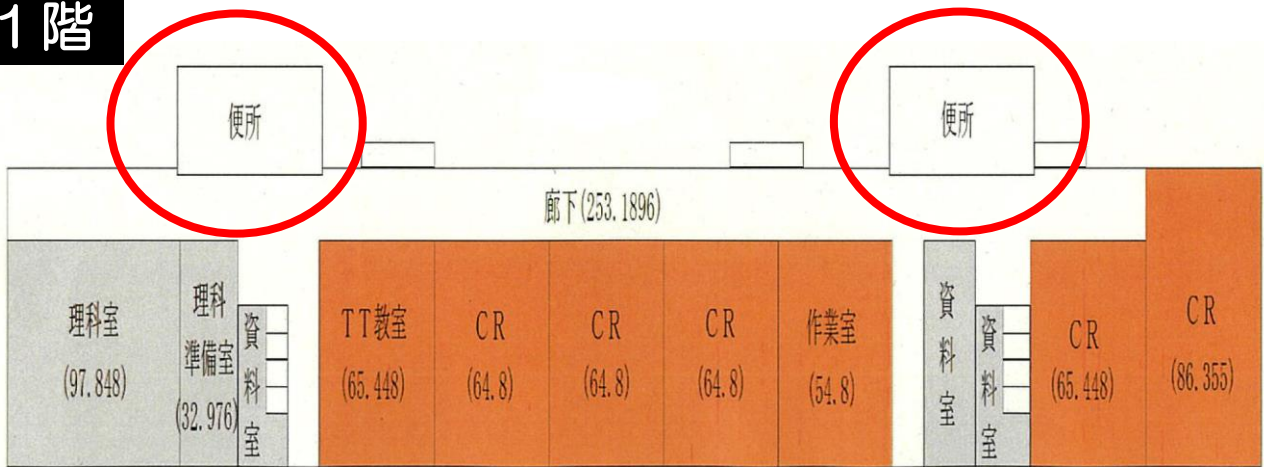 1階
便所
便所
廊下(253.1896)
理科室
(97.848)
理科
準備室
(32.976)
資料室
TT教室
(65.448)
CR
(64.8)
CR
(64.8)
CR
(64.8)
作業室
(54.8)
資料室
資料室
CR
(65.448)
CR
(86.355)